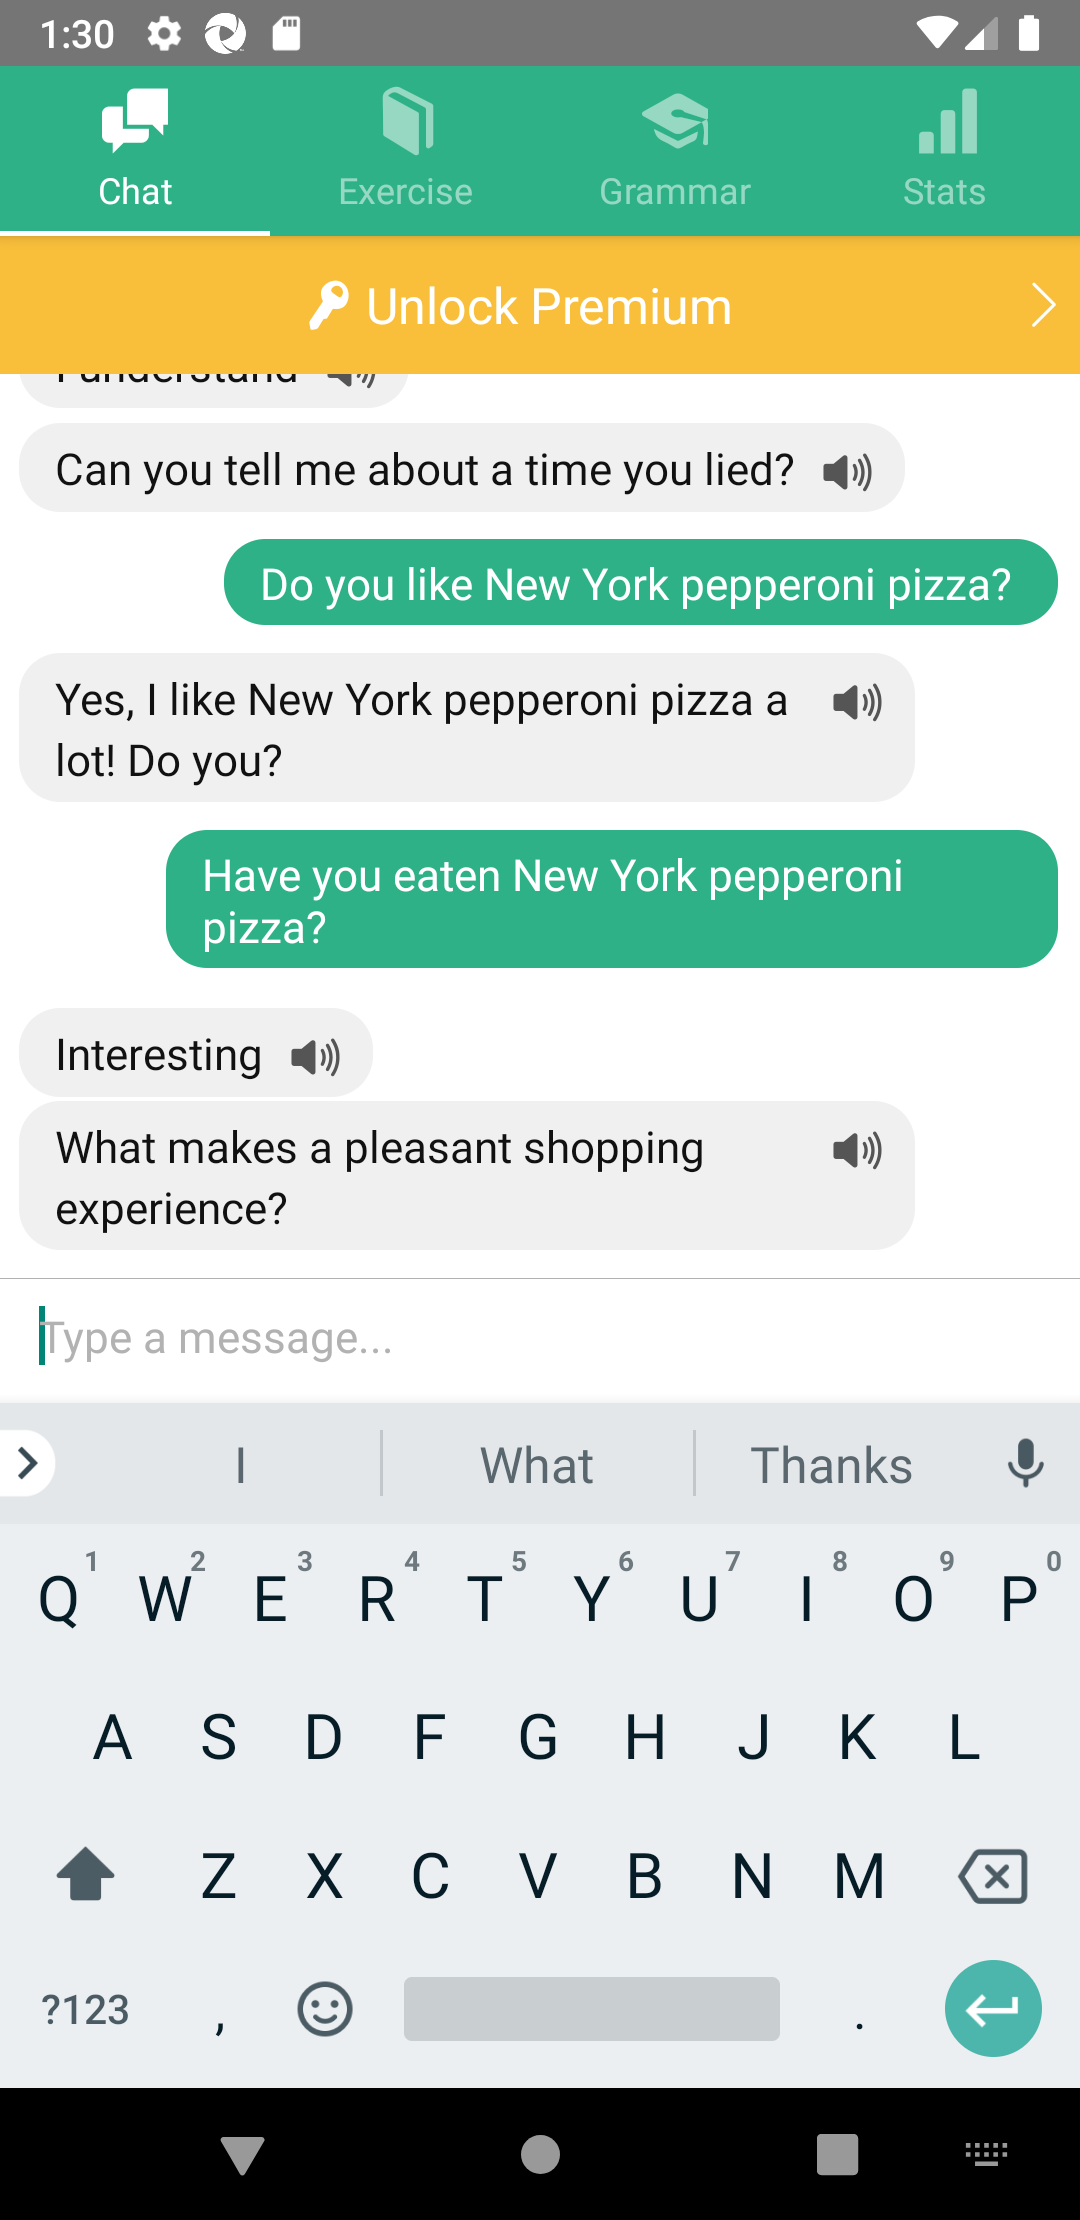 1:30
Chat
Exercise
Grammar
Stats
Unlock Premium
I understand
Can you tell me about a time you lied?
Do you like New York pepperoni pizza?
Yes, I like New York pepperoni pizza a
lot! Do you?
Have you eaten New York pepperoni
pizza?
Interesting
What makes a pleasant shopping
experience?
Type a message...
I What Thanks
1 2 3 4 5 6 7 8 9 0
Q W E R T Y U I O P
A S D F G H J K L
Z X C V B N M
?123 , .